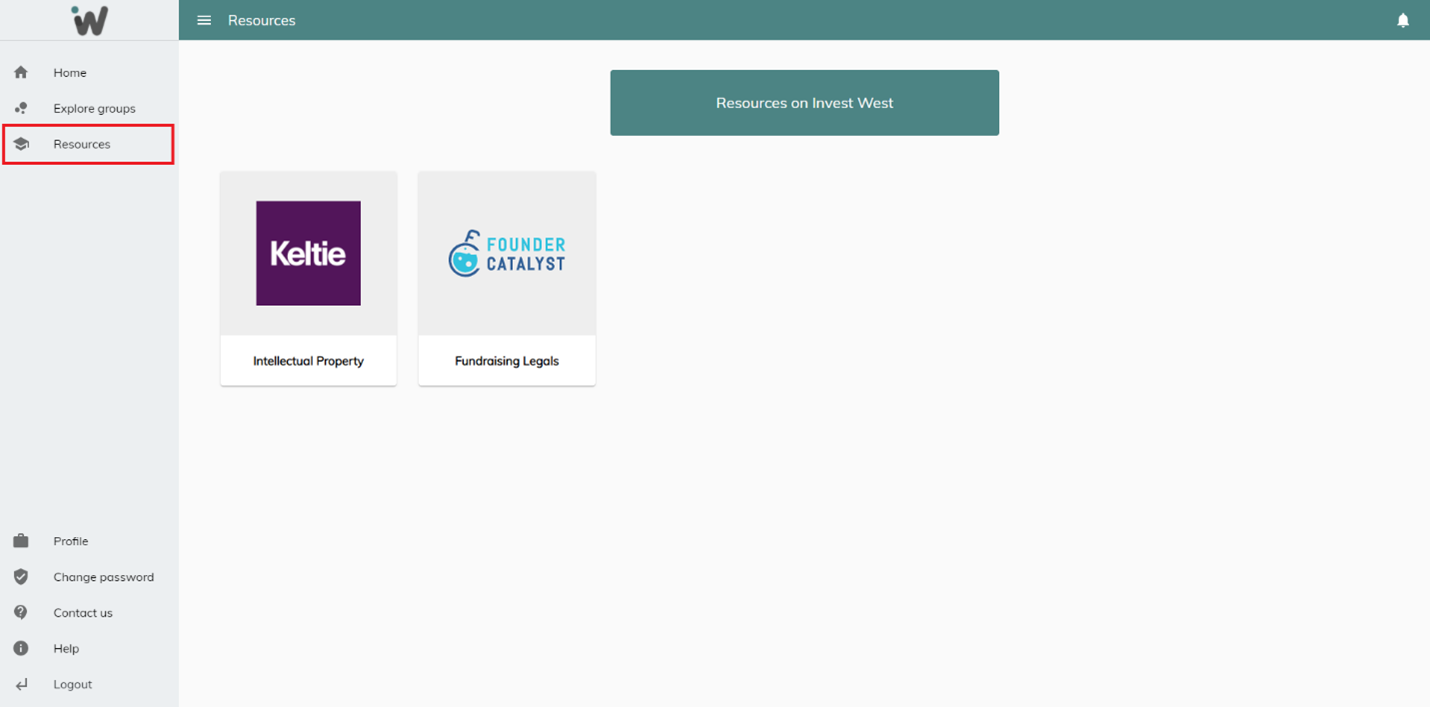 iW
Resources
Home
Explore groups
Resources
Resources on Invest West
Keltie
FOUNDER
CATALYST
Intellectual Property
Fundraising Legals
Profile
Change password
Contact us
Help
Logout